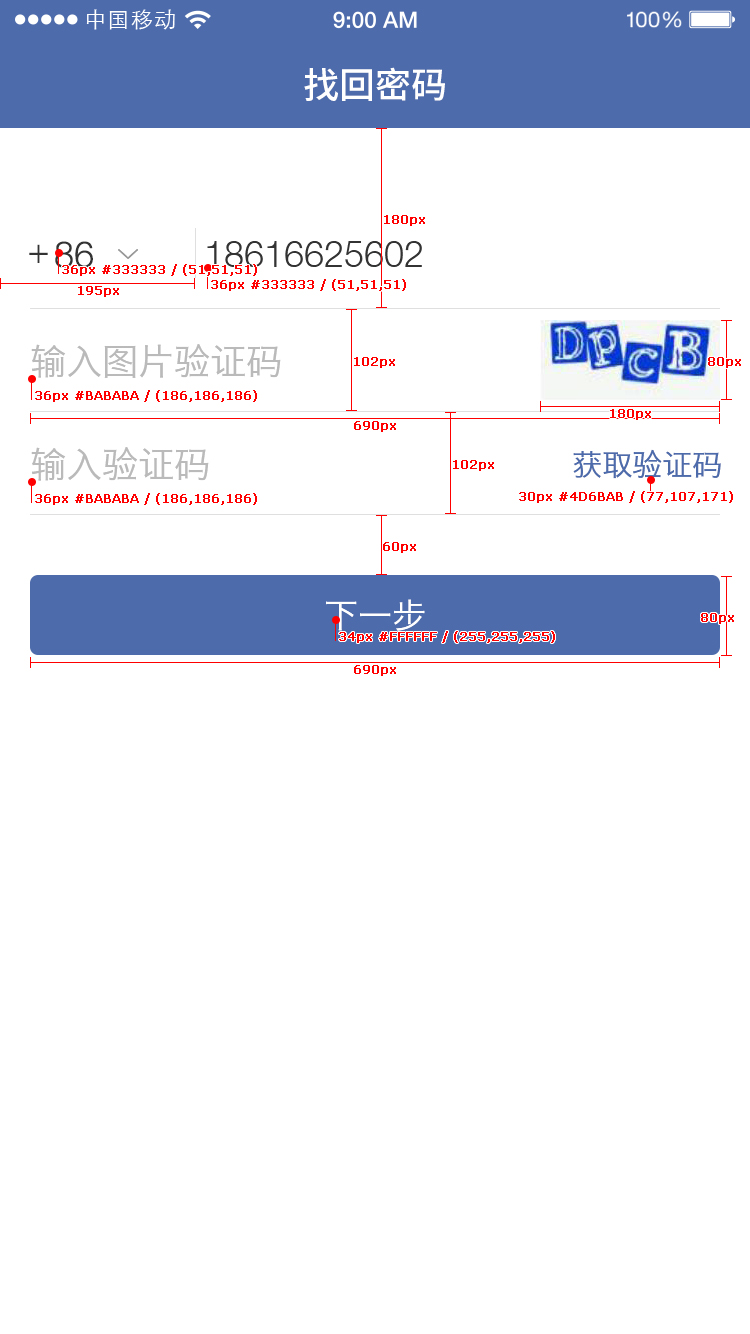 中国移动 9:00 AM 100%
找回密码
180px
+86 18616625602
36px #333333 / (51,51,51)
36px #333333 / (51,51,51)
195px
输入图片验证码 102px DPCB 80px
36px #BABABA / (186,186,186)
180px
690px
输入验证码 102px 获取验证码
36px #BABABA / (186,186,186) 30px #4D6BAB / (77,107,171)
60px
下一步 80px
34px #FFFFFF / (255,255,255)
690px